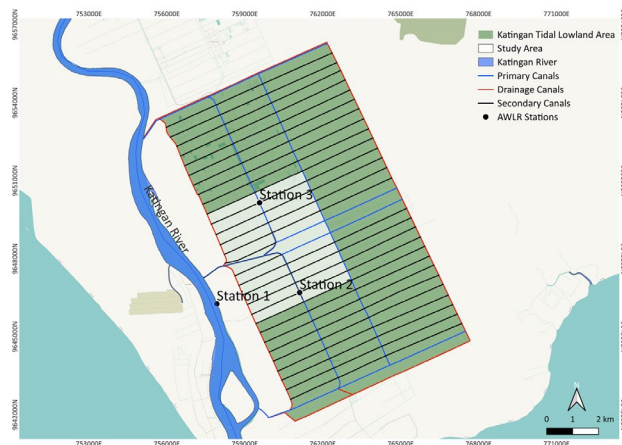 753000E 756000E 759000E 762000E 765000E 768000E 771000E
9657000N
9654000N
9651000N
9648000N
9645000N
9642000N
Katingan Tidal Lowland Area
Study Area
Katingan River
Primary Canals
Drainage Canals
Secondary Canals
AWLR Stations
Katingan River
Station 3
Station 2
Station 1
N
0 1 2 km
753000E 756000E 759000E 762000E 765000E 768000E 771000E